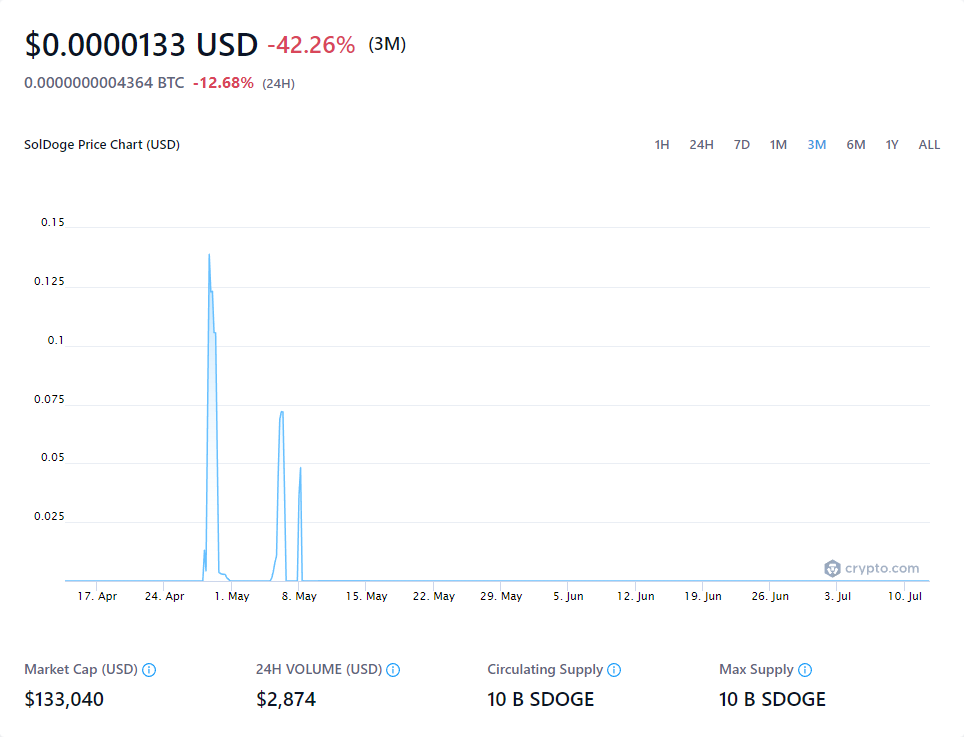 $0.0000133 USD -42.26% (3M)
0.0000000004364 BTC -12.68% (24H)
SolDoge Price Chart (USD) 1H 24H 7D 1M 3M 6M 1Y ALL
0.15
0.125
0.1
0.075
0.05
0.025
crypto.com
17. Apr 24. Apr 1. May 8. May 15. May 22. May 29. May 5. Jun 12. Jun 19. Jun 26. Jun 3. Jul 10. Jul
Market Cap (USD) 24H VOLUME (USD) Circulating Supply Max Supply
$133,040 $2,874 10 B SDOGE 10 B SDOGE